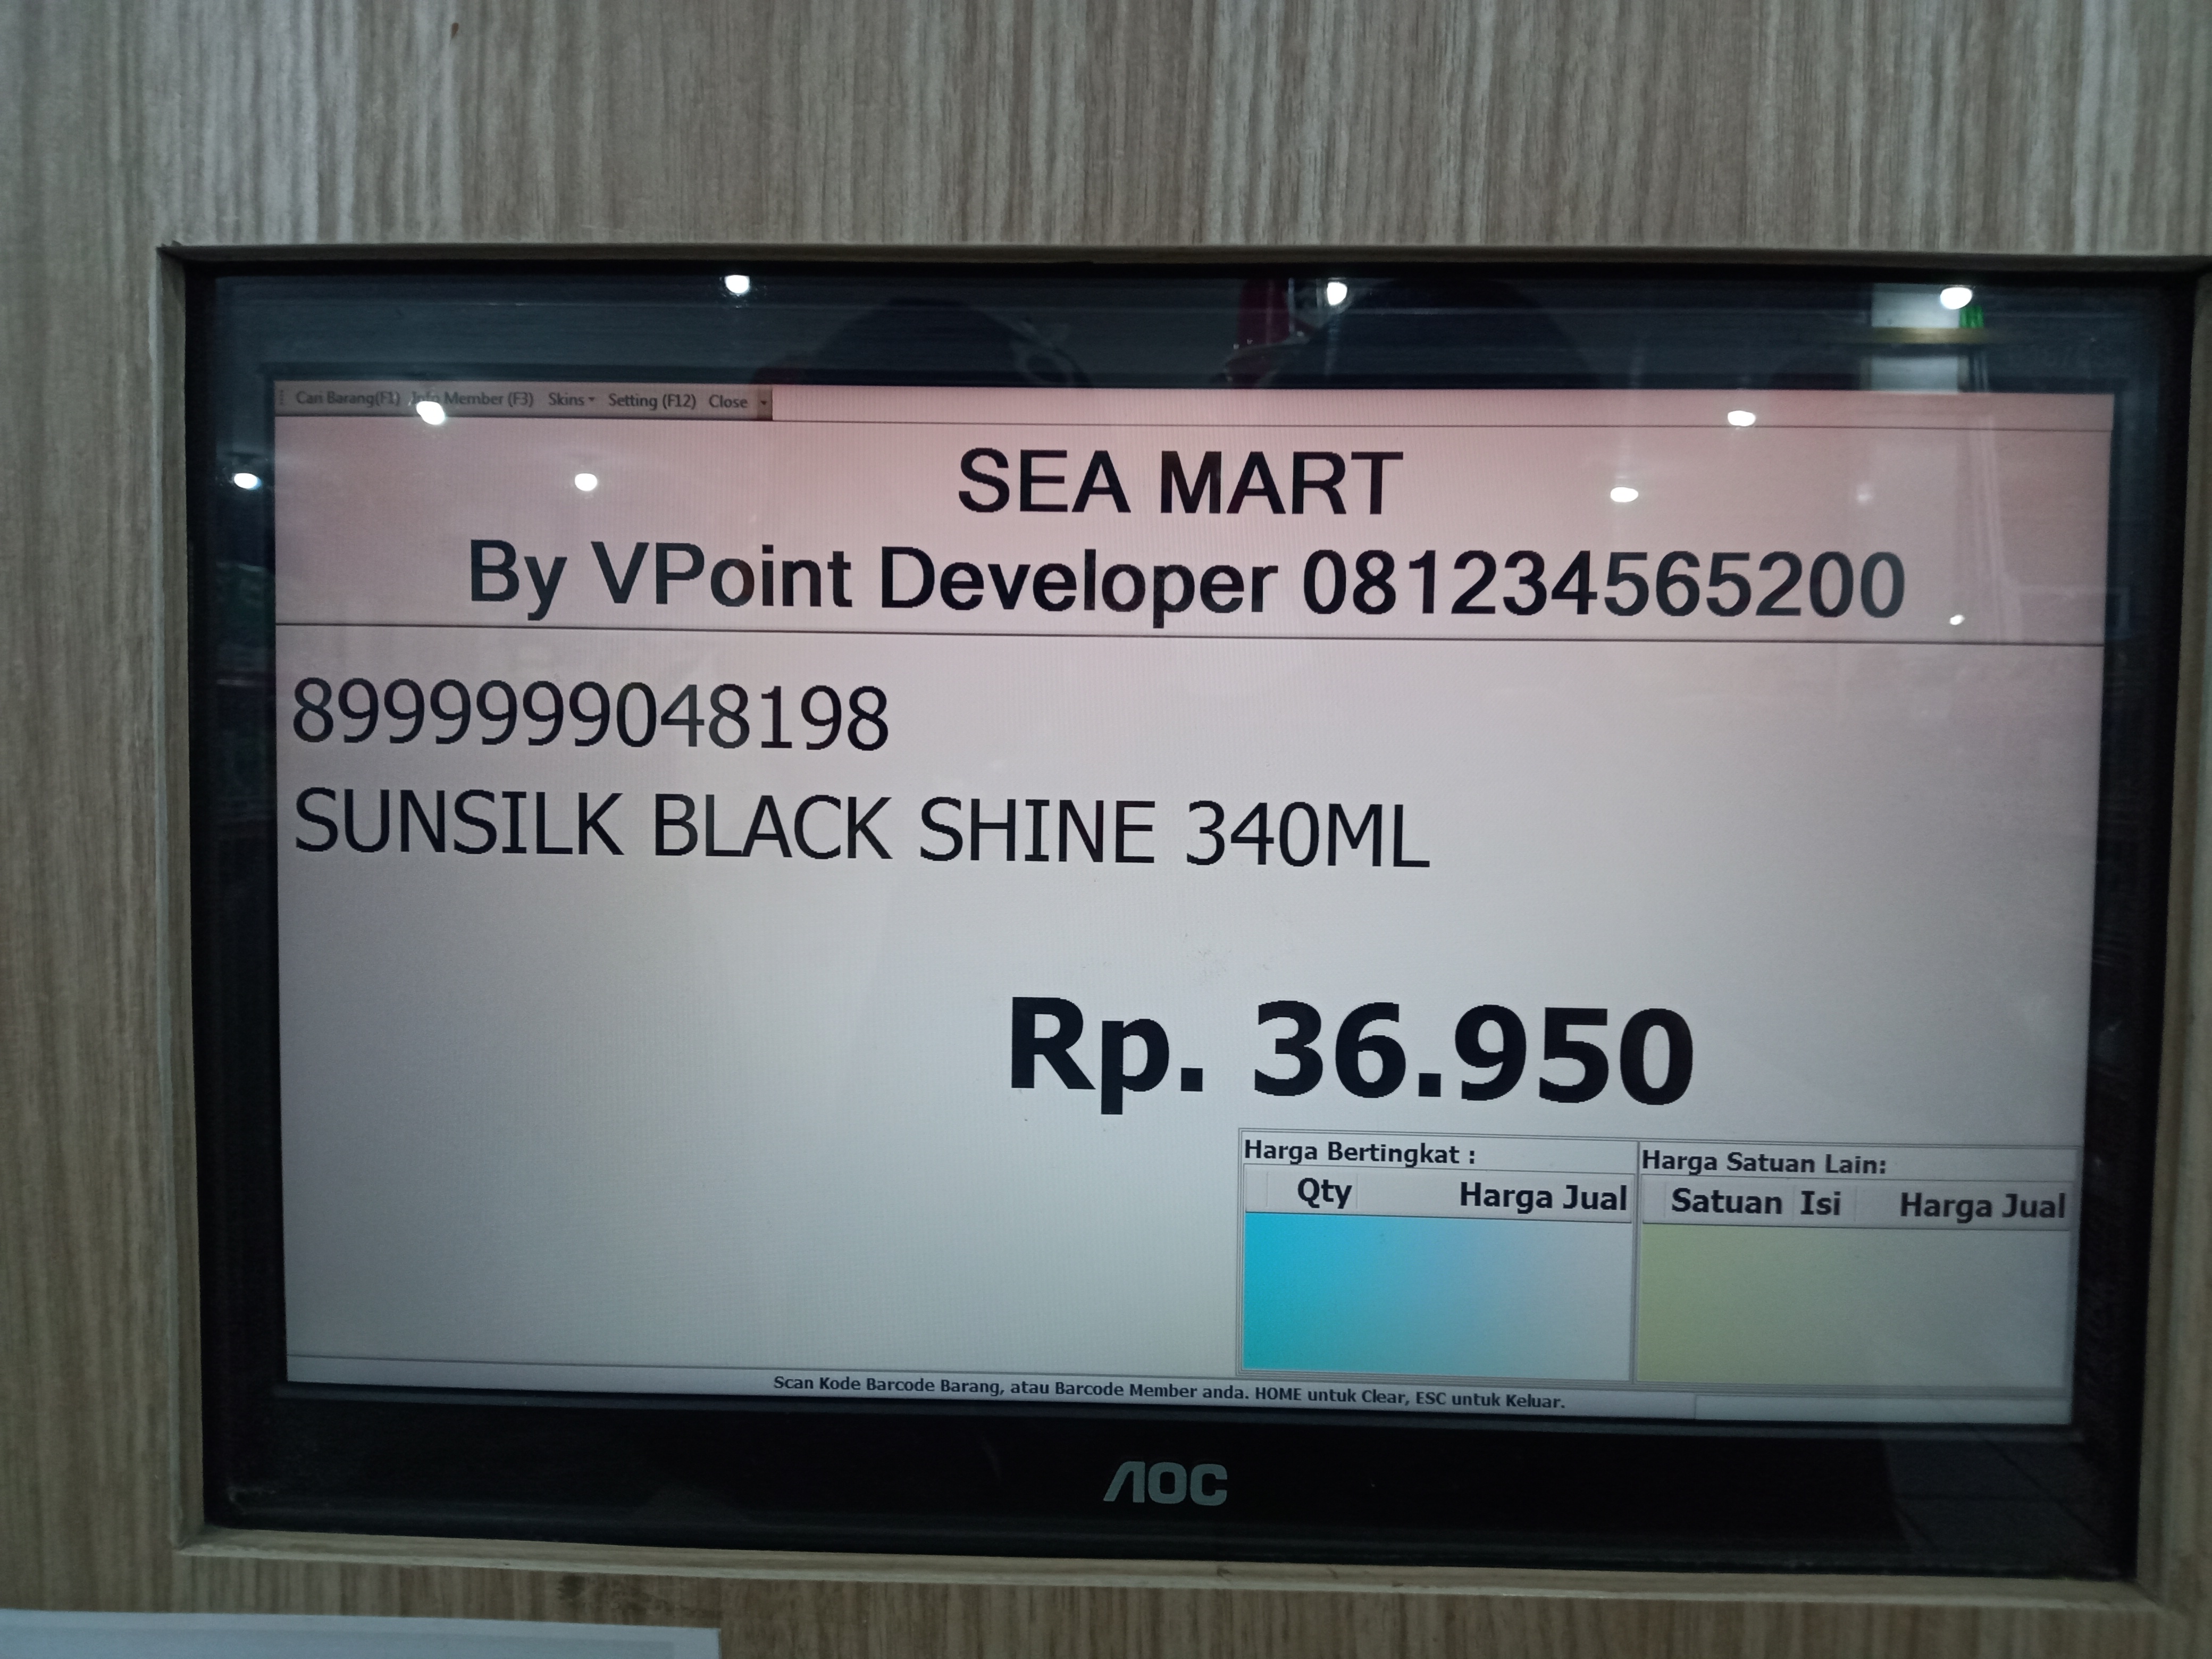 Cari Barang(F1) Info Member (F3) Skins Setting (F12) Close
SEA MART
By VPoint Developer 081234565200
8999999048198
SUNSILK BLACK SHINE 340ML
Rp. 36.950
Harga Bertingkat : Harga Satuan Lain:
Qty Harga Jual Satuan Isi Harga Jual
Scan Kode Barcode Barang, atau Barcode Member anda. HOME untuk Clear, ESC untuk Keluar.
AOC